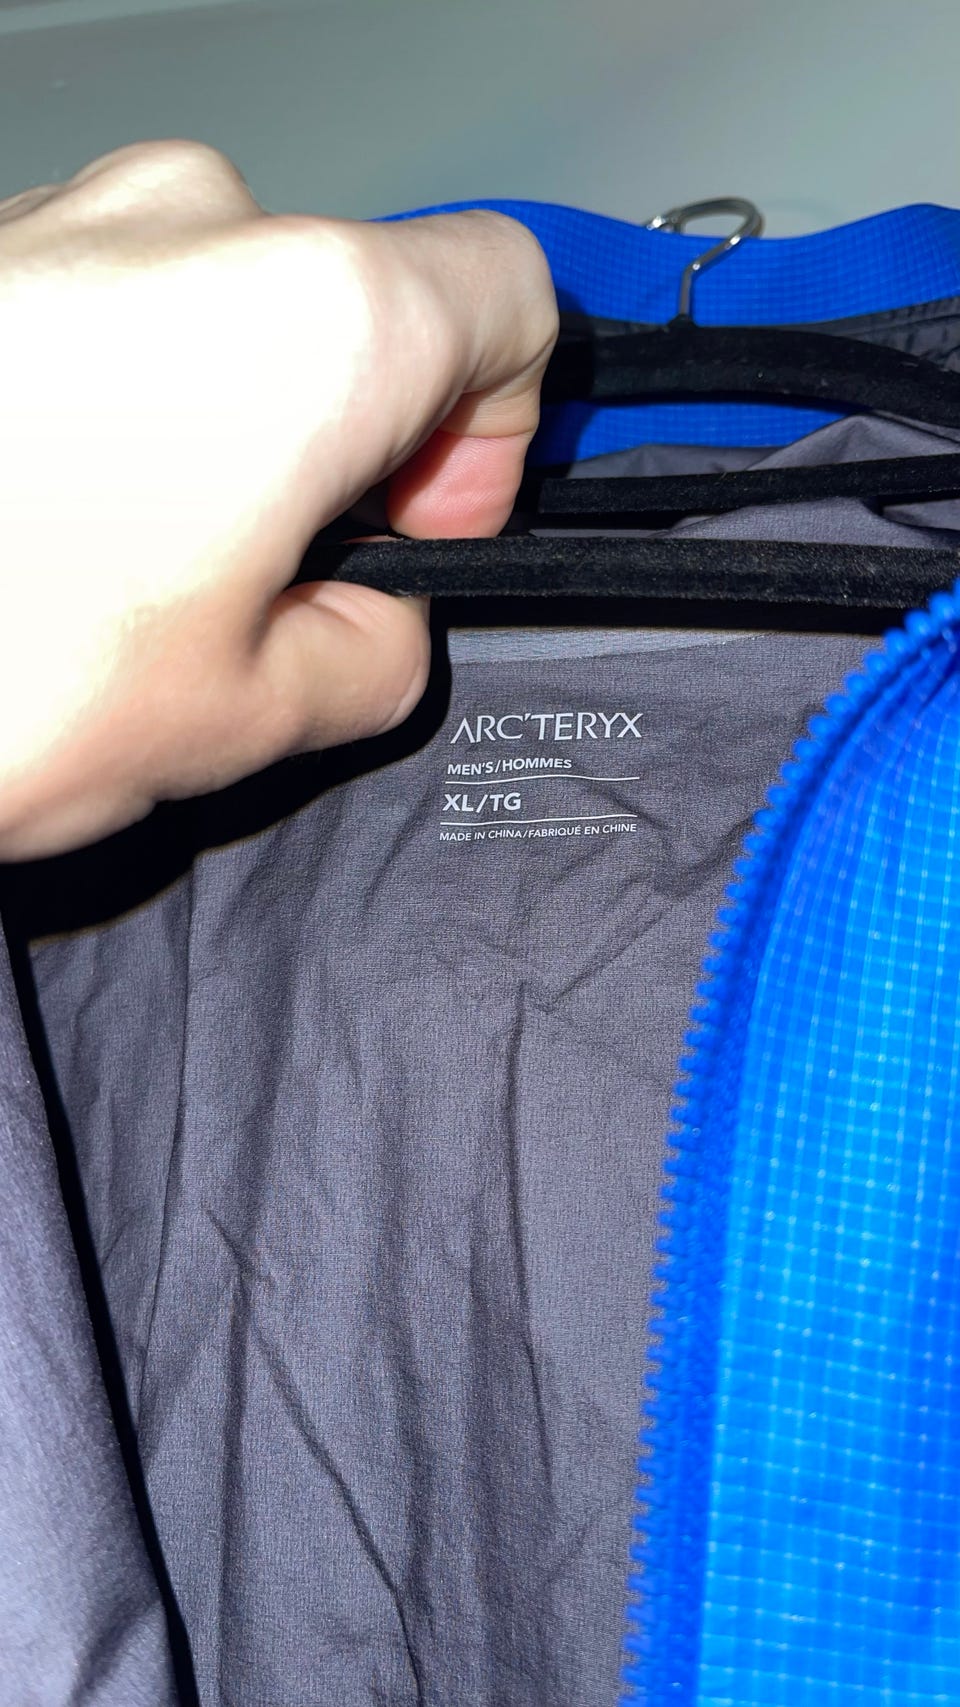 ARC'TERYX
MEN'S/HOMMES
XL/TG
MADE IN CHINA/FABRIQUÉ EN CHINE